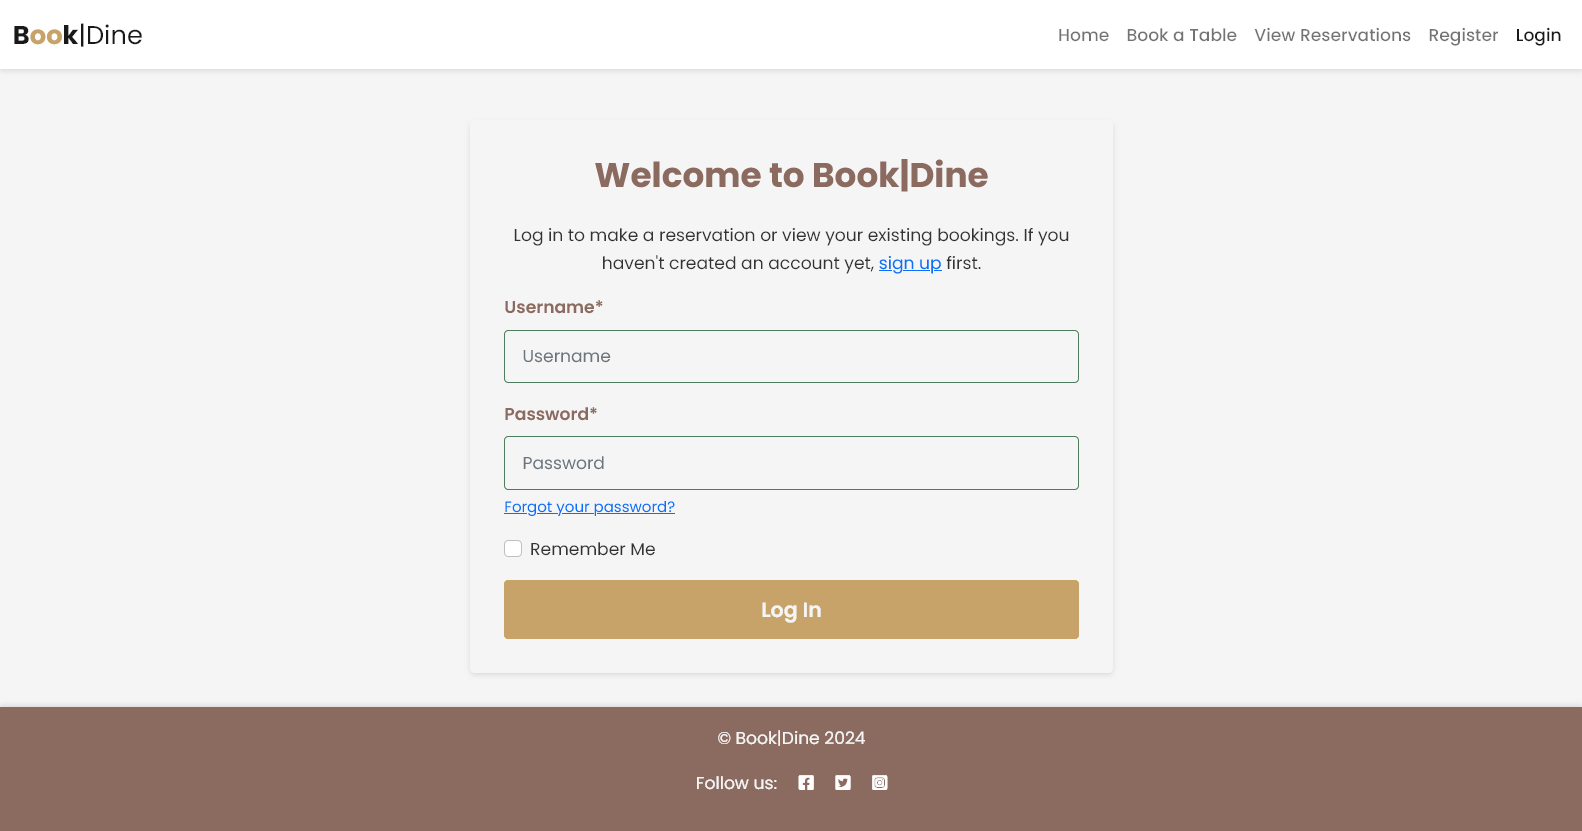 Book|Dine
Home Book a Table View Reservations Register Login
Welcome to Book|Dine
Log in to make a reservation or view your existing bookings. If you
haven't created an account yet, sign up first.
Username*
Username
Password*
Password
Forgot your password?
Remember Me
Log In
© Book|Dine 2024
Follow us: